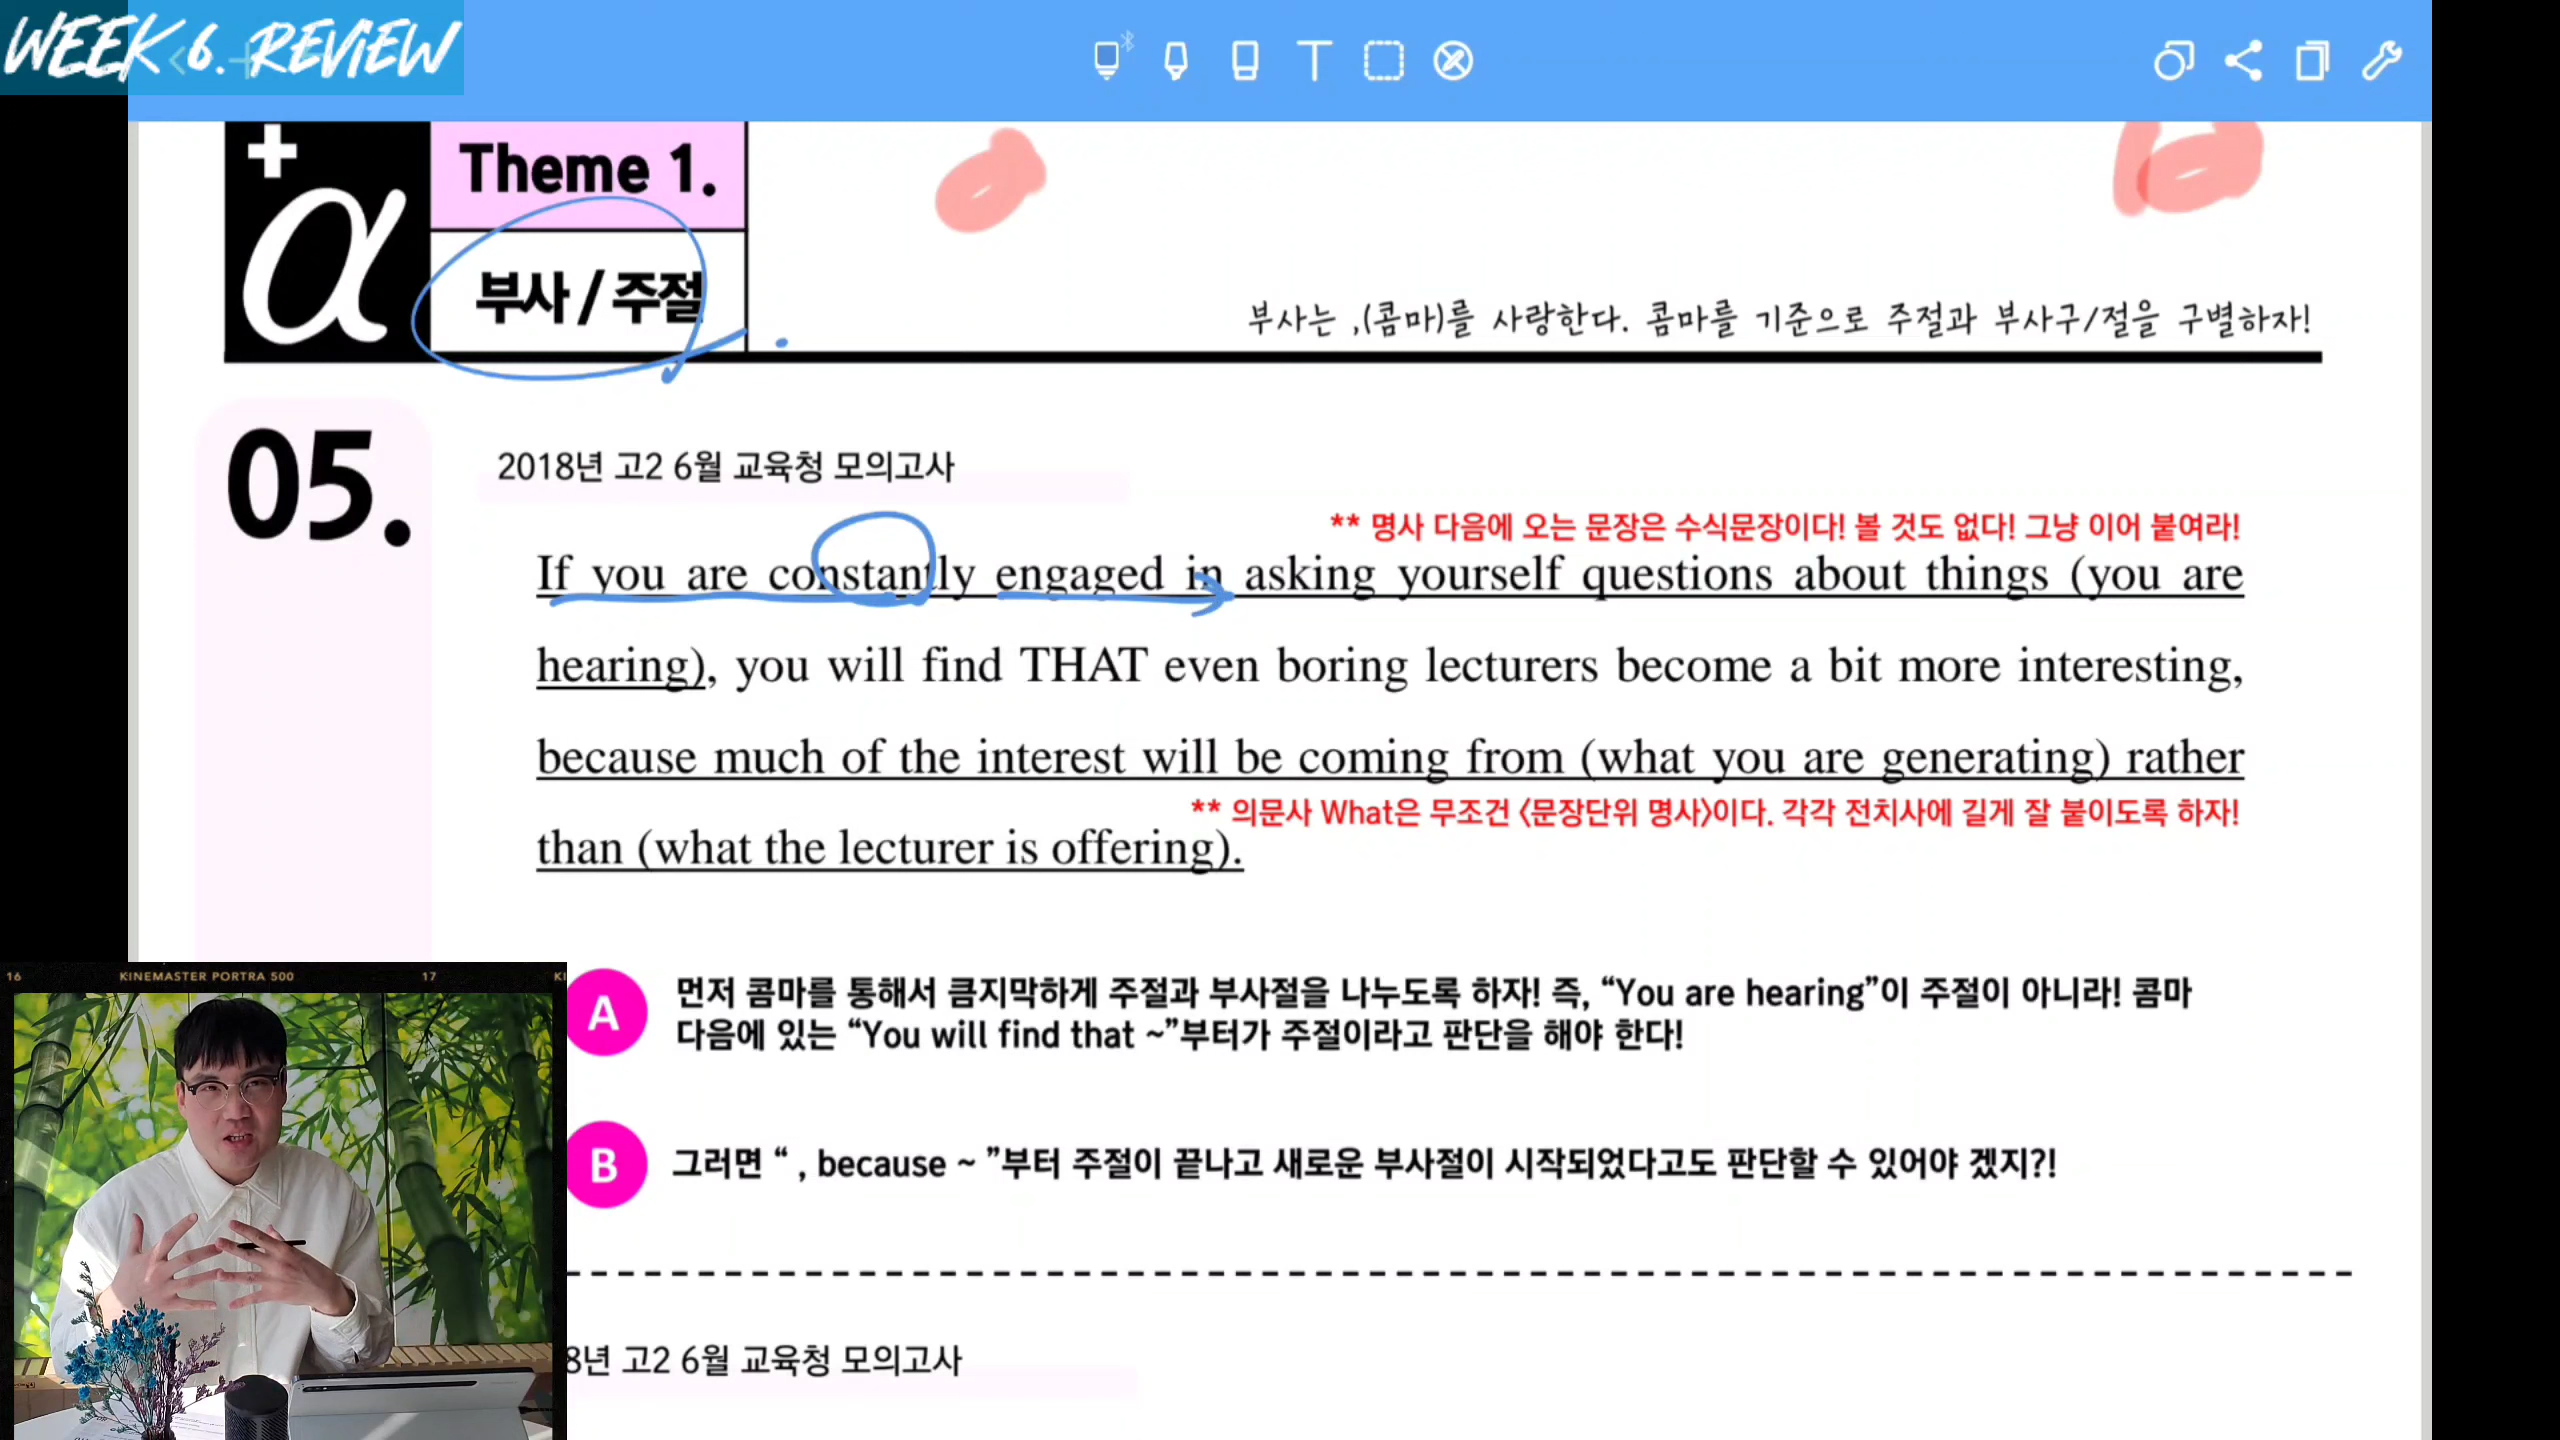 WEEK 6. REVIEW
T
+
α
Theme 1.
부사 / 주절
부사는 ,(콤마)를 사랑한다. 콤마를 기준으로 주절과 부사구/절을 구별하자!
05.
2018년 고2 6월 교육청 모의고사
** 명사 다음에 오는 문장은 수식문장이다! 볼 것도 없다! 그냥 이어 붙여라!
If you are constantly engaged in asking yourself questions about things (you are
hearing), you will find THAT even boring lecturers become a bit more interesting,
because much of the interest will be coming from (what you are generating) rather
** 의문사 What은 무조건 <문장단위 명사>이다. 각각 전치사에 길게 잘 붙이도록 하자!
than (what the lecturer is offering).
A
먼저 콤마를 통해서 큼지막하게 주절과 부사절을 나누도록 하자! 즉, “You are hearing”이 주절이 아니라! 콤마
다음에 있는 “You will find that ~”부터가 주절이라고 판단을 해야 한다!
B
그러면 “ , because ~ ”부터 주절이 끝나고 새로운 부사절이 시작되었다고도 판단할 수 있어야 겠지?!
16 KINEMASTER PORTRA 500 17 KI
8년 고2 6월 교육청 모의고사